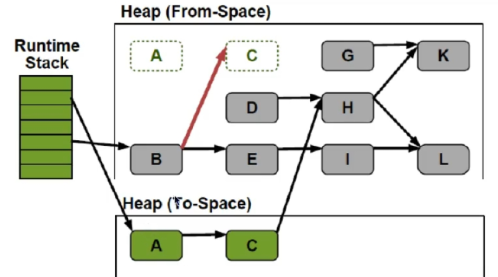 Heap (From-Space)
Runtime
Stack
A
C
G
K
D
H
B
E
I
L
Heap (To-Space)
A
C